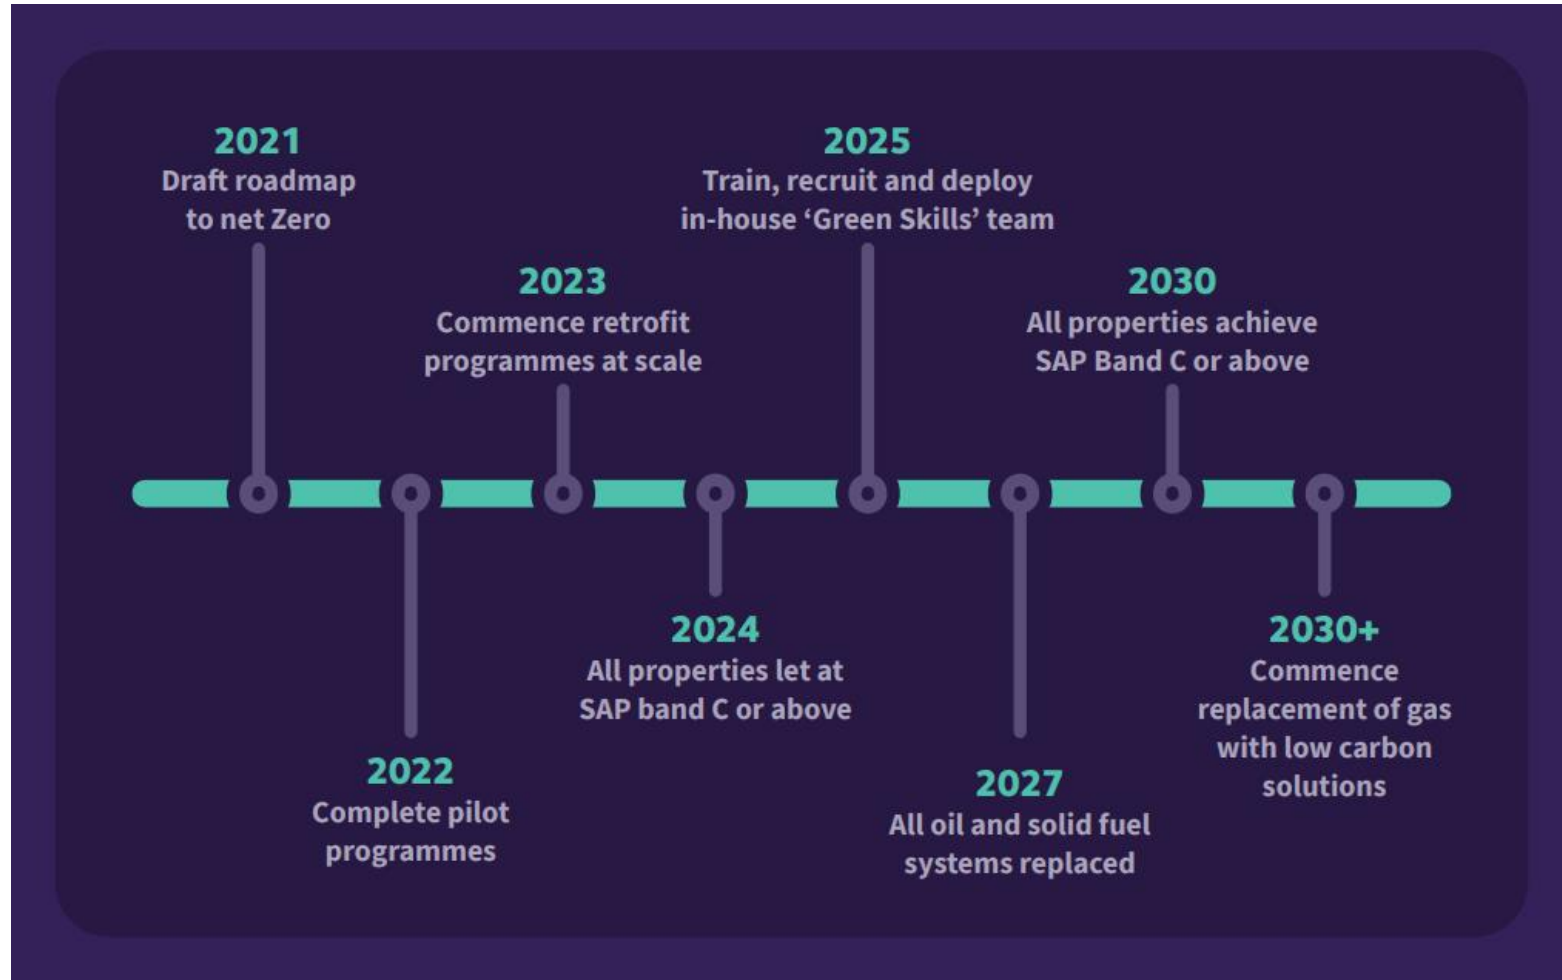 2021
Draft roadmap
to net Zero
2022
Complete pilot
programmes
2023
Commence retrofit
programmes at scale
2024
All properties let at
SAP band C or above
2025
Train, recruit and deploy
in-house ‘Green Skills’ team
2027
All oil and solid fuel
systems replaced
2030
All properties achieve
SAP Band C or above
2030+
Commence
replacement of gas
with low carbon
solutions